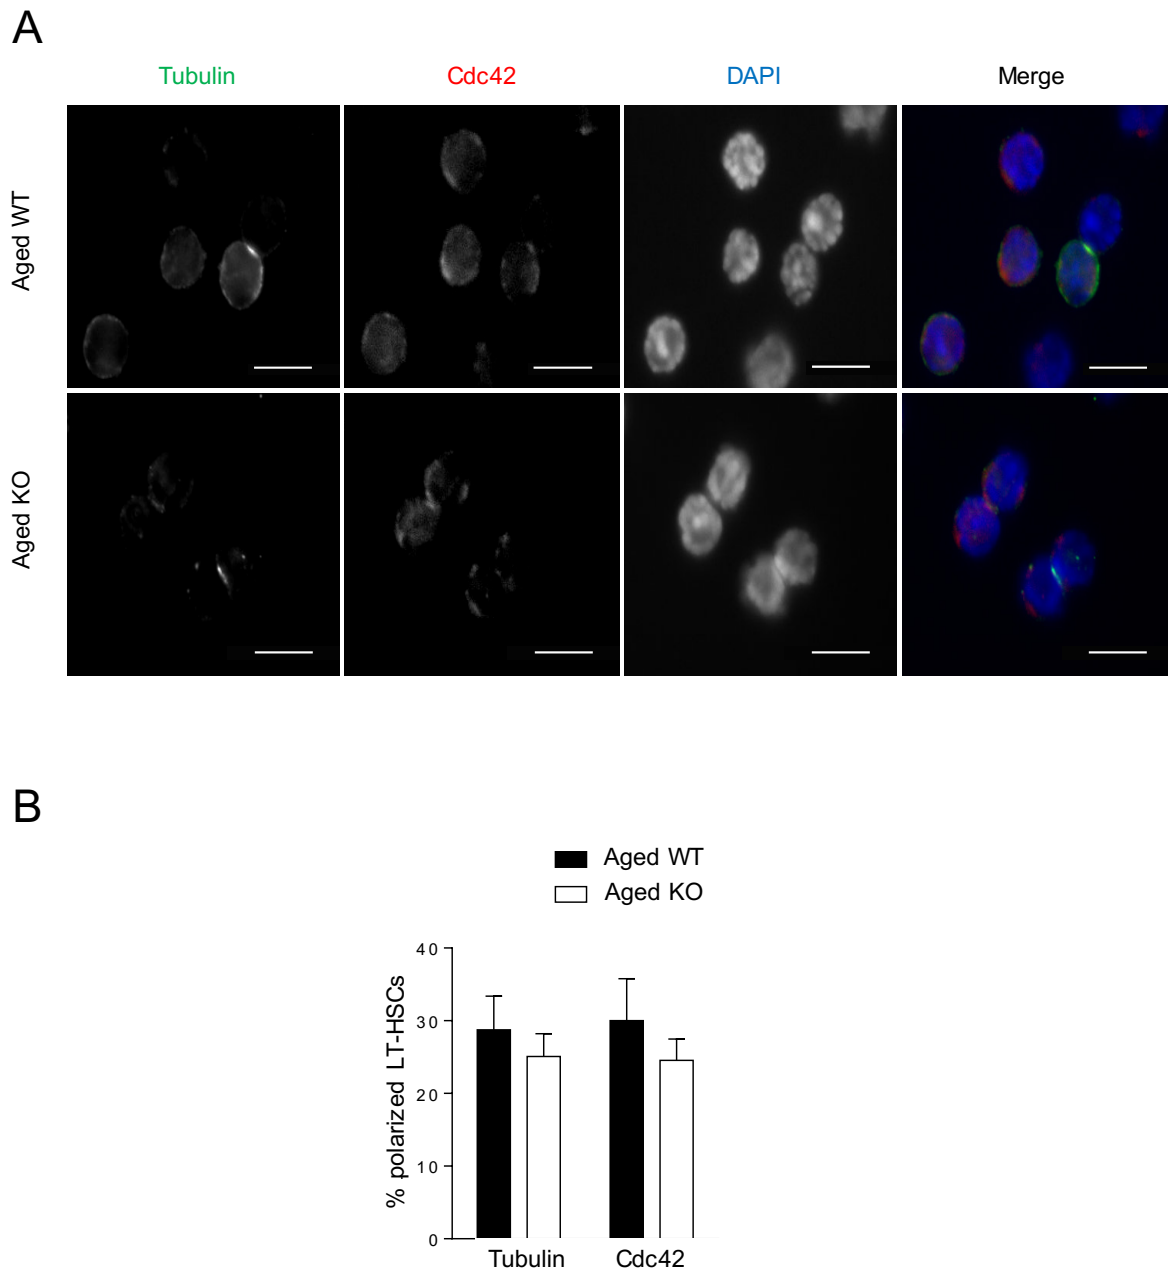 A
Tubulin Cdc42 DAPI Merge
Aged WT
Aged KO
B
Aged WT
Aged KO
% polarized LT-HSCs
40
30
20
10
0
Tubulin Cdc42